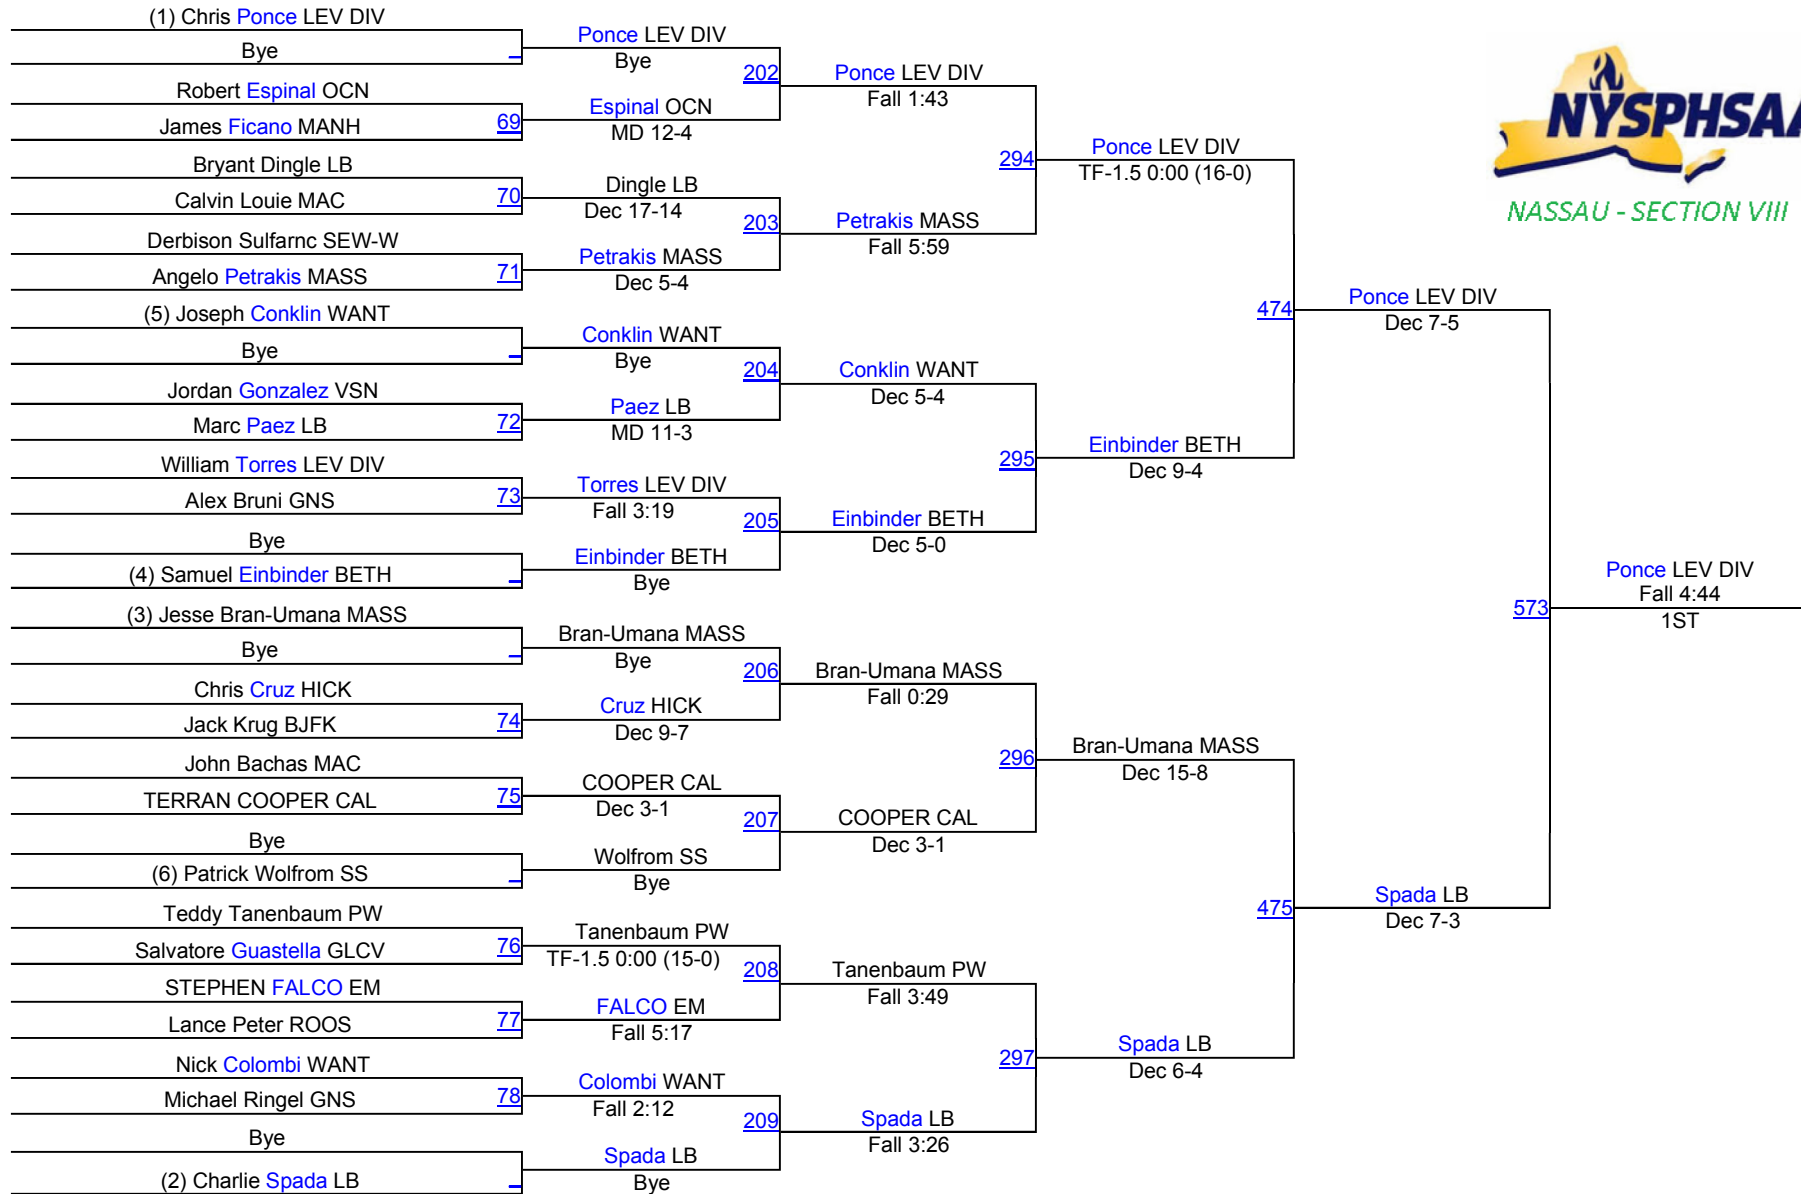 (1) Chris Ponce LEV DIV
Bye
Robert Espinal OCN
James Ficano MANH
69
Bryant Dingle LB
Calvin Louie MAC
70
Derbison Sulfarnc SEW-W
Angelo Petrakis MASS
71
(5) Joseph Conklin WANT
Bye
Jordan Gonzalez VSN
Marc Paez LB
72
William Torres LEV DIV
Alex Bruni GNS
73
Bye
(4) Samuel Einbinder BETH
(3) Jesse Bran-Umana MASS
Bye
Chris Cruz HICK
Jack Krug BJFK
74
John Bachas MAC
TERRAN COOPER CAL
75
Bye
(6) Patrick Wolfrom SS
Teddy Tanenbaum PW
Salvatore Guastella GLCV
76
STEPHEN FALCO EM
Lance Peter ROOS
77
Nick Colombi WANT
Michael Ringel GNS
78
Bye
(2) Charlie Spada LB
Ponce LEV DIV
Bye
202
Espinal OCN
MD 12-4
Dingle LB
Dec 17-14
203
Petrakis MASS
Dec 5-4
Conklin WANT
Bye
204
Paez LB
MD 11-3
Torres LEV DIV
Fall 3:19
205
Einbinder BETH
Bye
Bran-Umana MASS
Bye
206
Cruz HICK
Dec 9-7
COOPER CAL
Dec 3-1
207
Wolfrom SS
Bye
Tanenbaum PW
TF-1.5 0:00 (15-0)
208
FALCO EM
Fall 5:17
Colombi WANT
Fall 2:12
209
Spada LB
Bye
Ponce LEV DIV
Fall 1:43
294
Petrakis MASS
Fall 5:59
Conklin WANT
Dec 5-4
295
Einbinder BETH
Dec 5-0
Bran-Umana MASS
Fall 0:29
296
COOPER CAL
Dec 3-1
Tanenbaum PW
Fall 3:49
297
Spada LB
Fall 3:26
Ponce LEV DIV
TF-1.5 0:00 (16-0)
474
Einbinder BETH
Dec 9-4
Bran-Umana MASS
Dec 15-8
475
Spada LB
Dec 6-4
Ponce LEV DIV
Dec 7-5
573
Spada LB
Dec 7-3
Ponce LEV DIV
Fall 4:44
1ST
NYSPHSAA
NASSAU - SECTION VIII